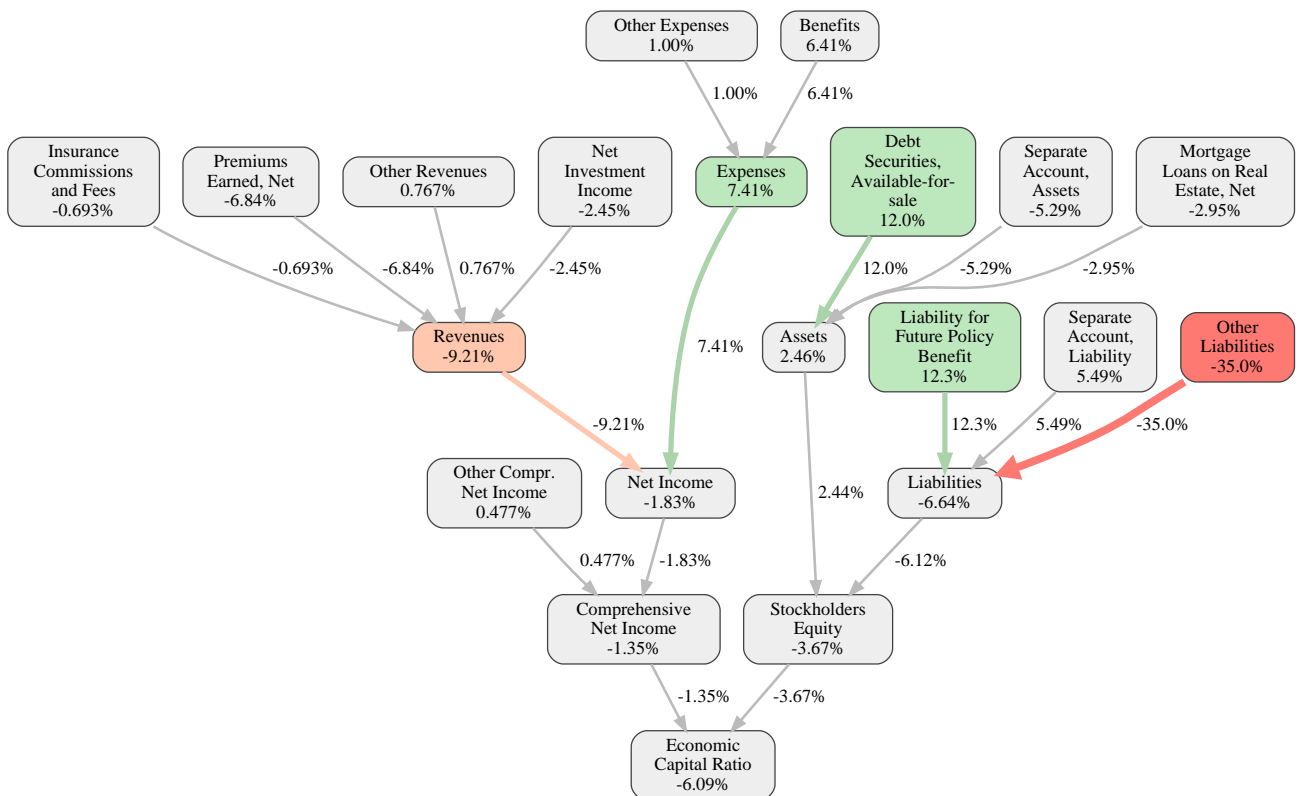 Other Expenses
1.00%
Benefits
6.41%
1.00%
6.41%
Insurance
Commissions
and Fees
-0.693%
Premiums
Earned, Net
-6.84%
Other Revenues
0.767%
Net
Investment
Income
-2.45%
Expenses
7.41%
Debt
Securities,
Available-for-
sale
12.0%
Separate
Account,
Assets
-5.29%
Mortgage
Loans on Real
Estate, Net
-2.95%
-0.693%
-6.84%
0.767%
-2.45%
12.0%
-5.29%
-2.95%
Revenues
-9.21%
7.41%
Assets
2.46%
Liability for
Future Policy
Benefit
12.3%
Separate
Account,
Liability
5.49%
Other
Liabilities
-35.0%
-9.21%
12.3%
5.49%
-35.0%
Other Compr.
Net Income
0.477%
Net Income
-1.83%
2.44%
Liabilities
-6.64%
0.477%
-1.83%
-6.12%
Comprehensive
Net Income
-1.35%
Stockholders
Equity
-3.67%
-1.35%
-3.67%
Economic
Capital Ratio
-6.09%